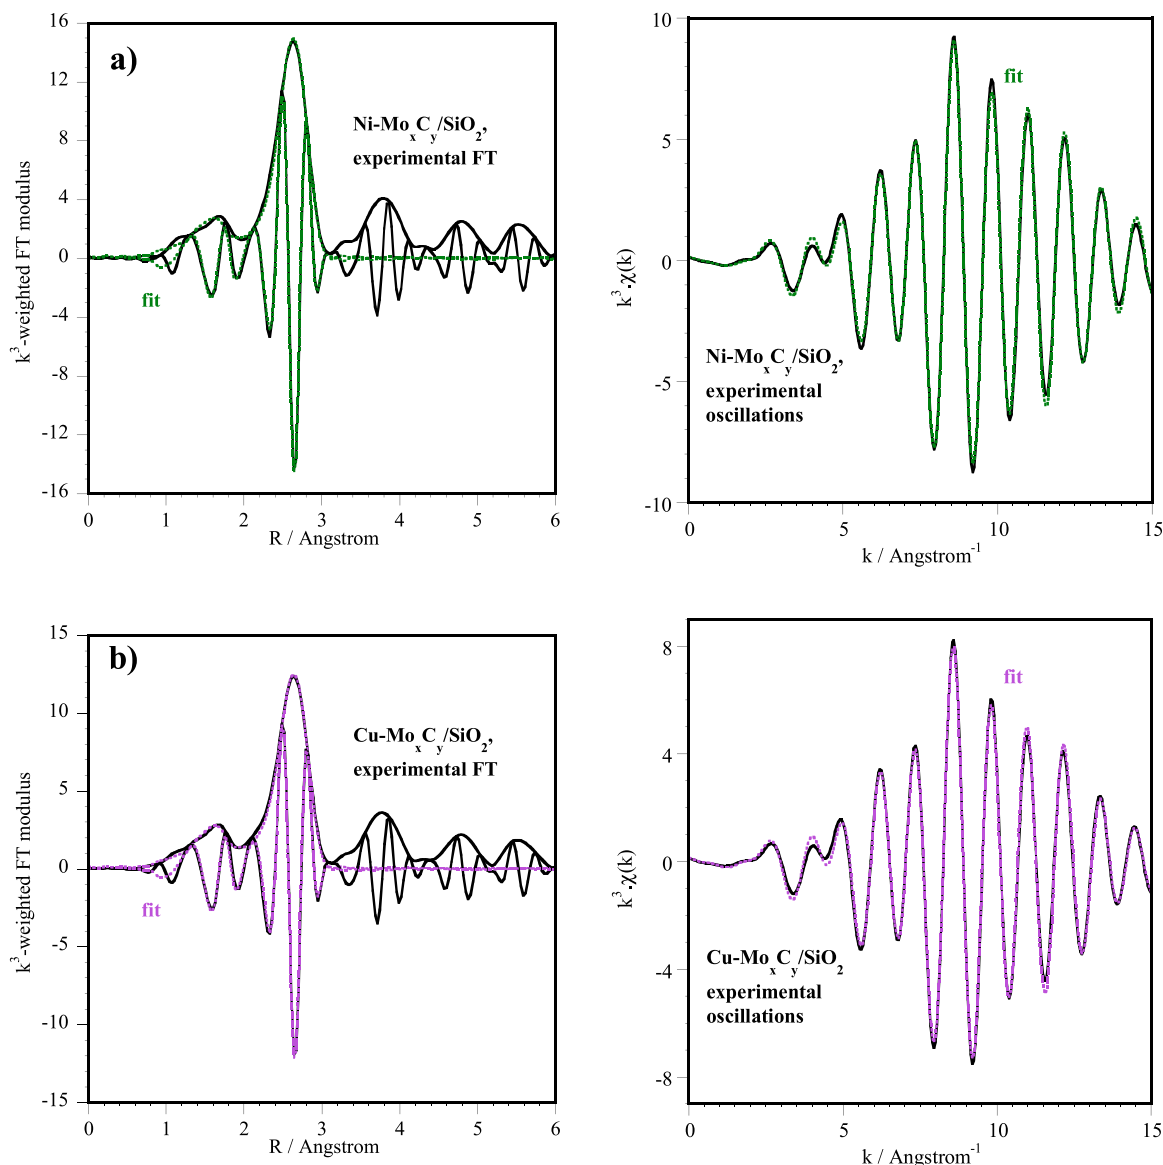 a)
16
12
8
4
0
-4
-8
-12
-16
k³-weighted FT modulus
Ni-MoₓCᵧ/SiO₂,
experimental FT
fit
0 1 2 3 4 5 6
R / Angstrom
10
5
0
-5
-10
k³.χ(k)
fit
Ni-MoₓCᵧ/SiO₂,
experimental
oscillations
0 5 10 15
k / Angstrom⁻¹
b)
15
10
5
0
-5
-10
-15
k³-weighted FT modulus
Cu-MoₓCᵧ/SiO₂,
experimental FT
fit
0 1 2 3 4 5 6
R / Angstrom
8
4
0
-4
-8
k³.χ(k)
fit
Cu-MoₓCᵧ/SiO₂
experimental
oscillations
0 5 10 15
k / Angstrom⁻¹